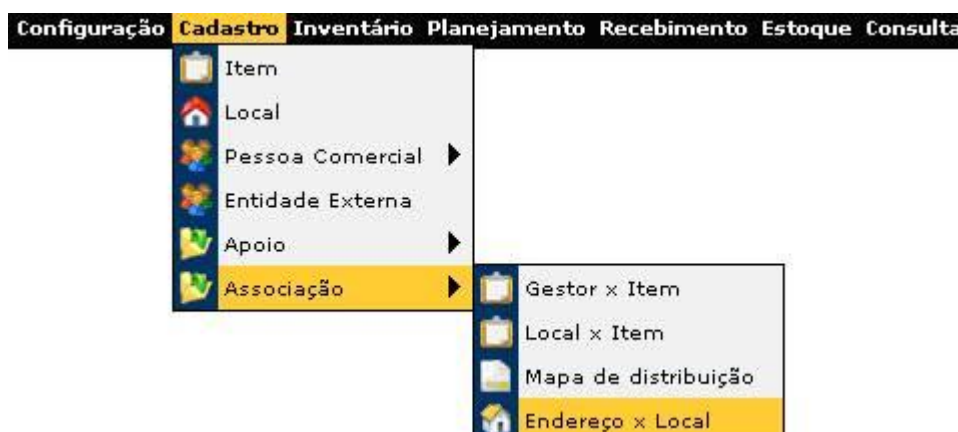 Configuração Cadastro Inventário Planejamento Recebimento Estoque Consulta
Item
Local
Pessoa Comercial
Entidade Externa
Apoio
Associação
Gestor x Item
Local x Item
Mapa de distribuição
Endereço x Local